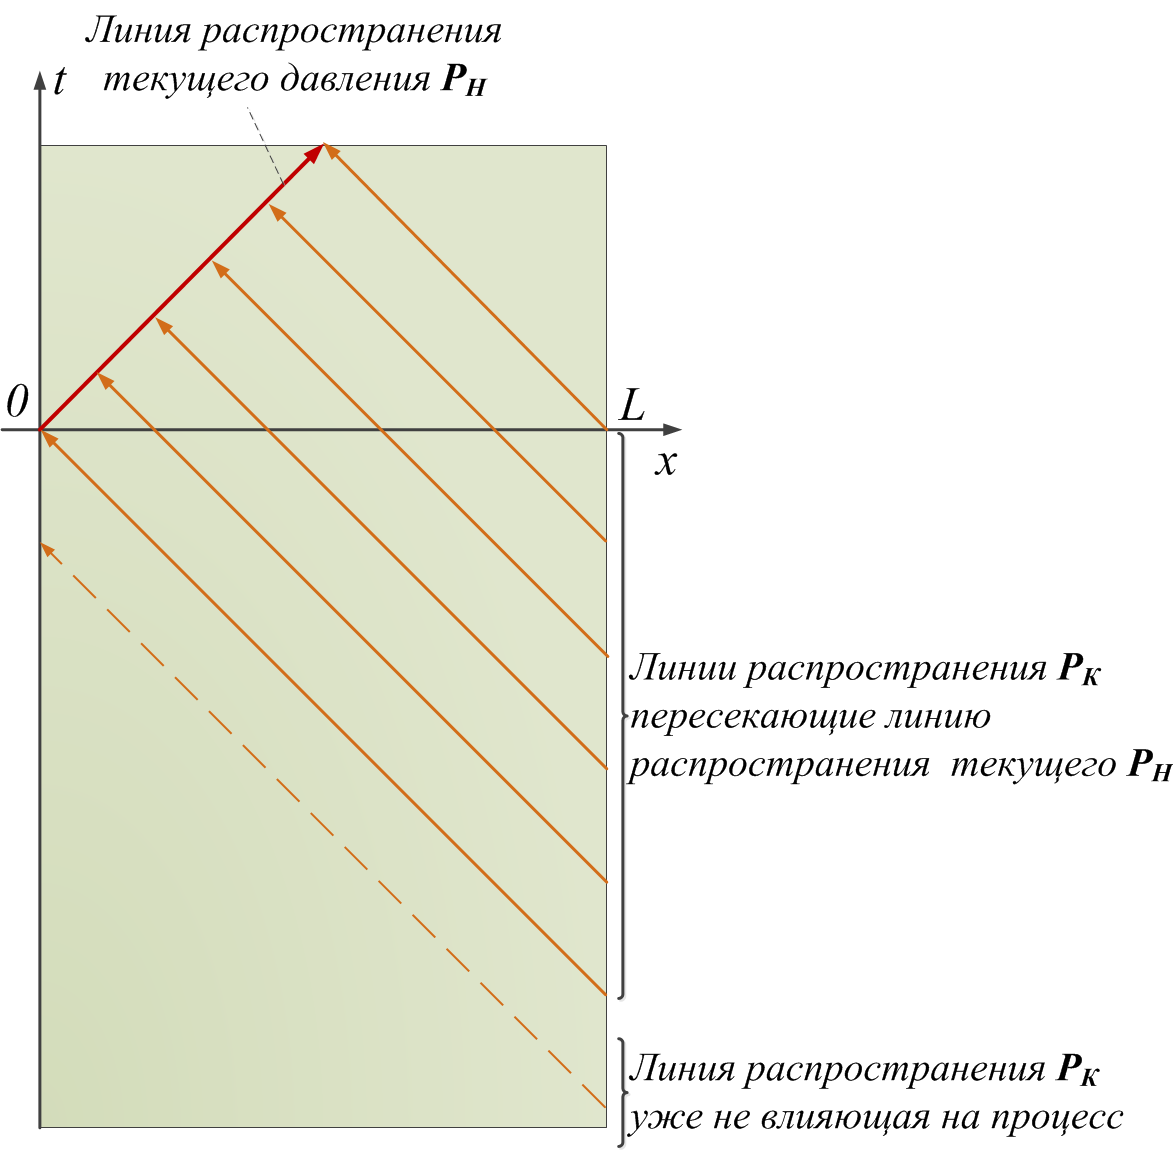 Линия распространения
текущего давления Pн
t
0
L
x
Линии распространения Pк
пересекающие линию
распространения текущего Pн
Линия распространения Pк
уже не влияющая на процесс